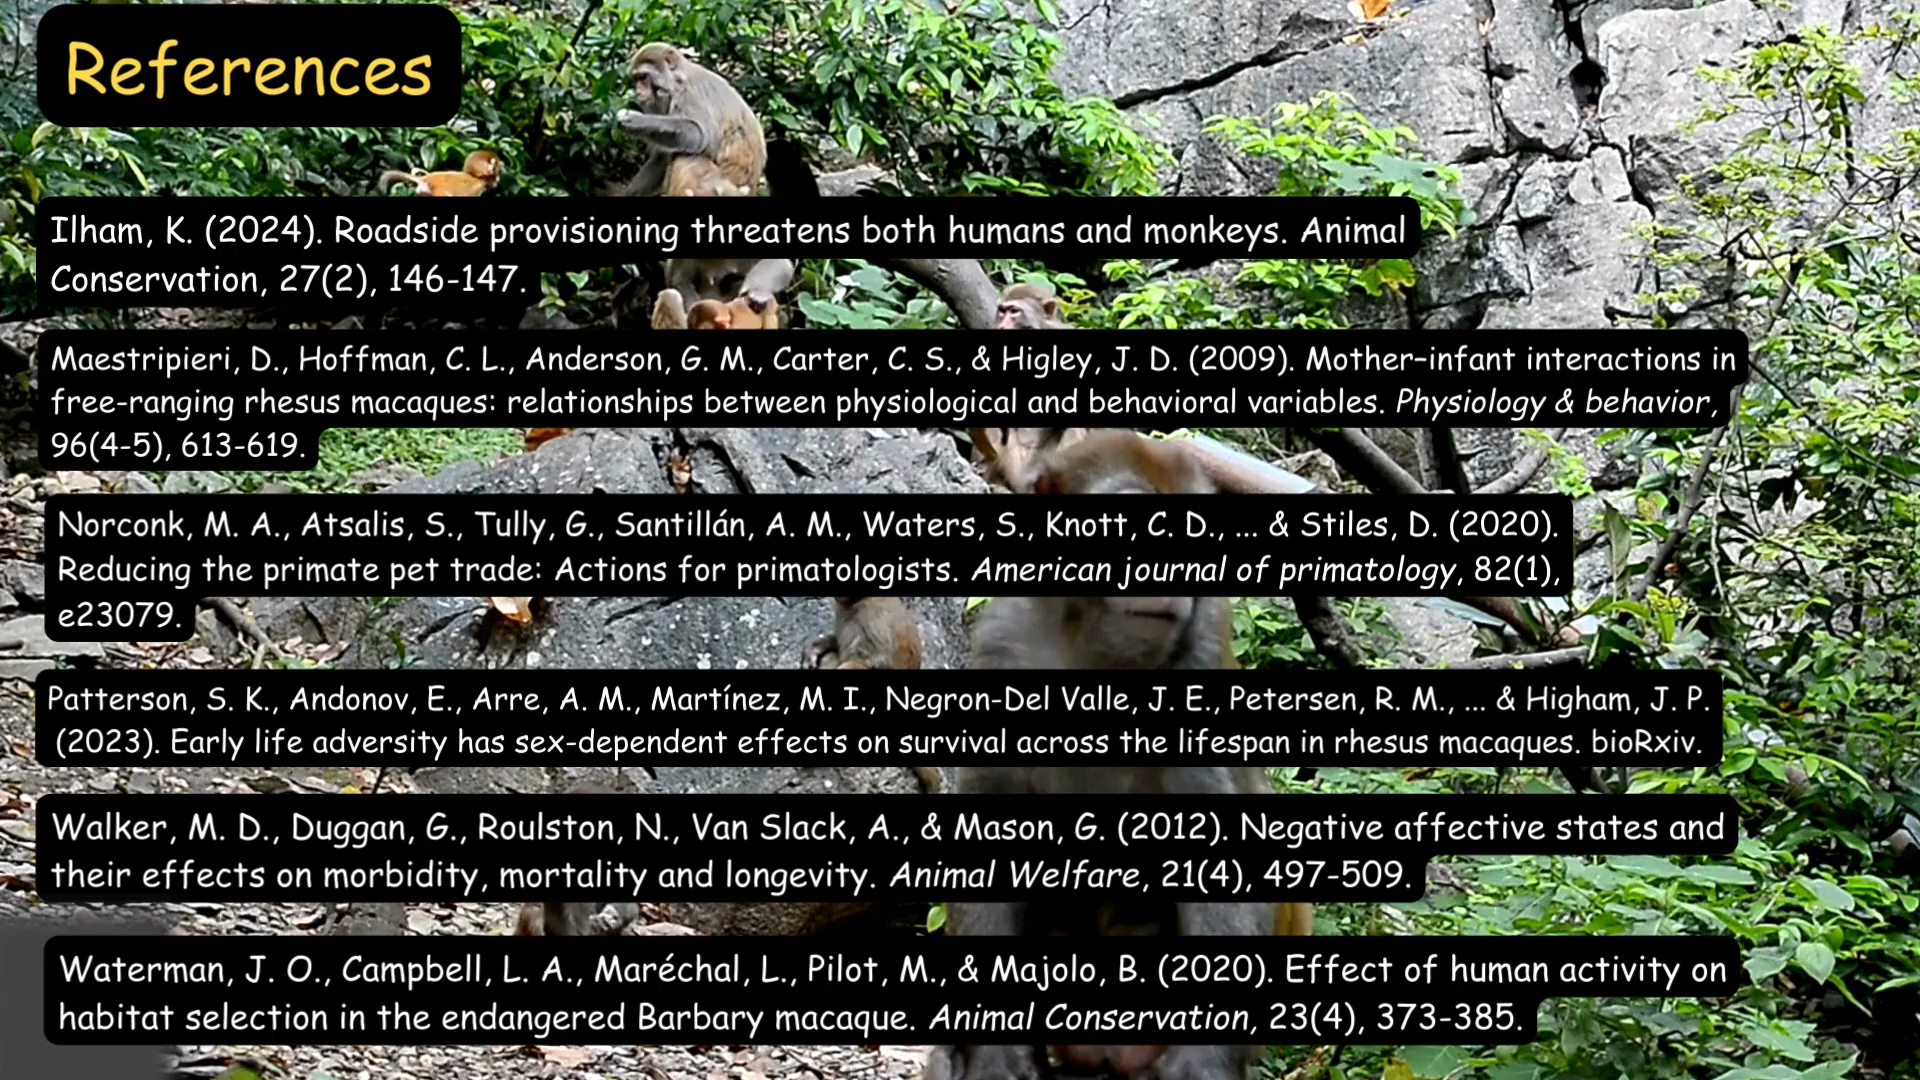 References
Ilham, K. (2024). Roadside provisioning threatens both humans and monkeys. Animal
Conservation, 27(2), 146-147.
Maestripieri, D., Hoffman, C. L., Anderson, G. M., Carter, C. S., & Higley, J. D. (2009). Mother–infant interactions in
free-ranging rhesus macaques: relationships between physiological and behavioral variables. Physiology & behavior,
96(4-5), 613-619.
Norconk, M. A., Atsalis, S., Tully, G., Santillán, A. M., Waters, S., Knott, C. D., ... & Stiles, D. (2020).
Reducing the primate pet trade: Actions for primatologists. American journal of primatology, 82(1),
e23079.
Patterson, S. K., Andonov, E., Arre, A. M., Martínez, M. I., Negron-Del Valle, J. E., Petersen, R. M., ... & Higham, J. P.
(2023). Early life adversity has sex-dependent effects on survival across the lifespan in rhesus macaques. bioRxiv.
Walker, M. D., Duggan, G., Roulston, N., Van Slack, A., & Mason, G. (2012). Negative affective states and
their effects on morbidity, mortality and longevity. Animal Welfare, 21(4), 497-509.
Waterman, J. O., Campbell, L. A., Maréchal, L., Pilot, M., & Majolo, B. (2020). Effect of human activity on
habitat selection in the endangered Barbary macaque. Animal Conservation, 23(4), 373-385.